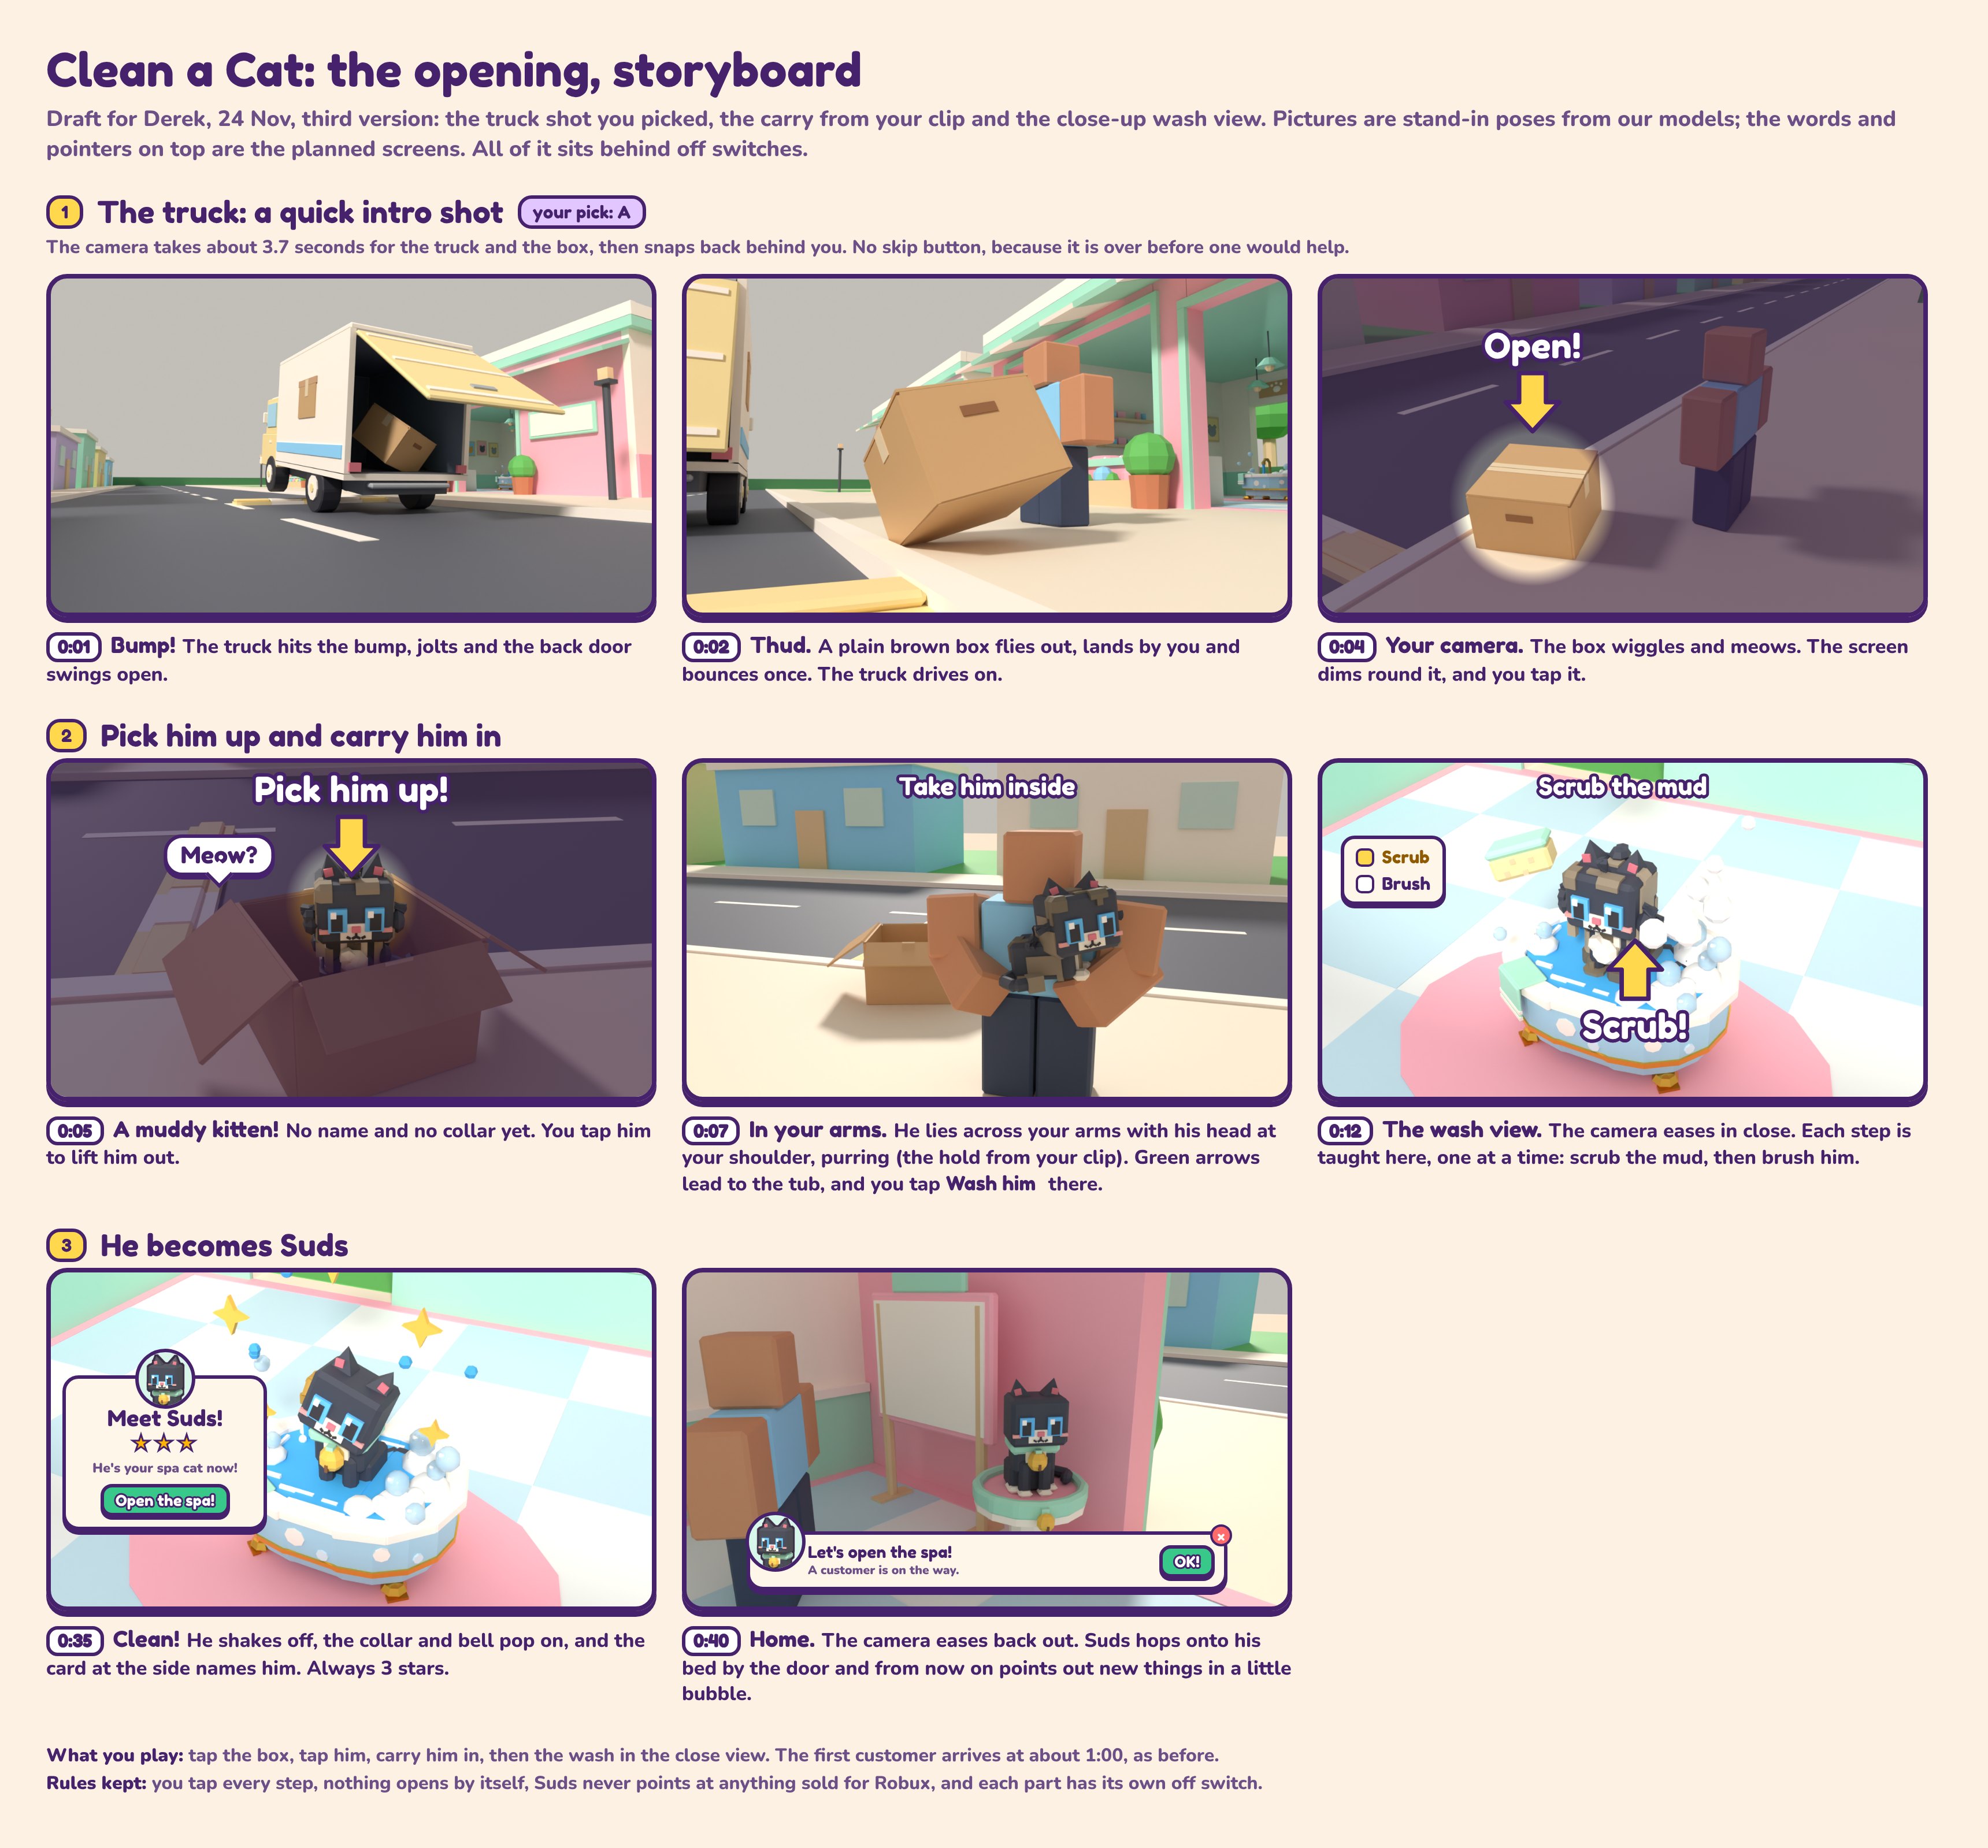 Clean a Cat: the opening, storyboard
Draft for Derek, 24 Nov, third version: the truck shot you picked, the carry from your clip and the close-up wash view. Pictures are stand-in poses from our models; the words and
pointers on top are the planned screens. All of it sits behind off switches.
1 The truck: a quick intro shot your pick: A
The camera takes about 3.7 seconds for the truck and the box, then snaps back behind you. No skip button, because it is over before one would help.
Open!
0:01 Bump! The truck hits the bump, jolts and the back door
swings open.
0:02 Thud. A plain brown box flies out, lands by you and
bounces once. The truck drives on.
0:04 Your camera. The box wiggles and meows. The screen
dims round it, and you tap it.
2 Pick him up and carry him in
Pick him up!
Meow?
Take him inside
Scrub the mud
Scrub
Brush
Scrub!
0:05 A muddy kitten! No name and no collar yet. You tap him
to lift him out.
0:07 In your arms. He lies across your arms with his head at
your shoulder, purring (the hold from your clip). Green arrows
lead to the tub, and you tap Wash him there.
0:12 The wash view. The camera eases in close. Each step is
taught here, one at a time: scrub the mud, then brush him.
3 He becomes Suds
Meet Suds!
He's your spa cat now!
Open the spa!
Let's open the spa!
A customer is on the way.
OK!
x
0:35 Clean! He shakes off, the collar and bell pop on, and the
card at the side names him. Always 3 stars.
0:40 Home. The camera eases back out. Suds hops onto his
bed by the door and from now on points out new things in a little
bubble.
What you play: tap the box, tap him, carry him in, then the wash in the close view. The first customer arrives at about 1:00, as before.
Rules kept: you tap every step, nothing opens by itself, Suds never points at anything sold for Robux, and each part has its own off switch.